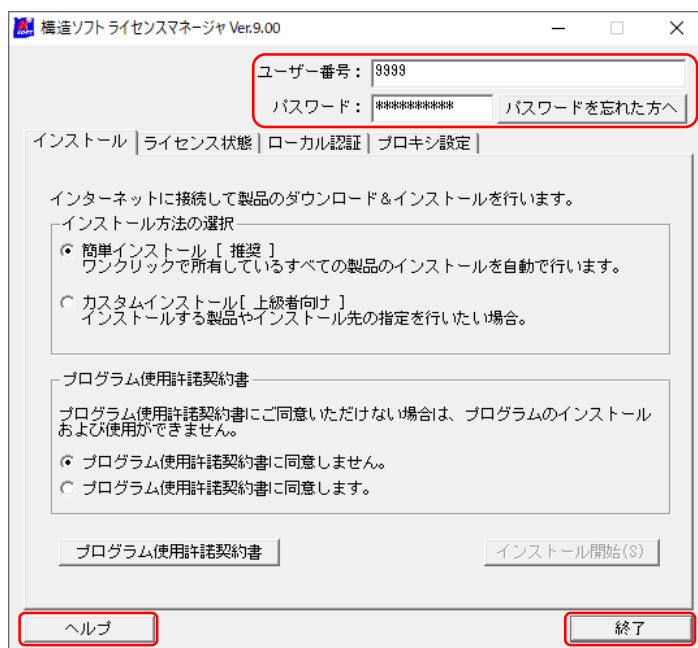 構造ソフト ライセンスマネージャ Ver.9.00
ユーザー番号： 9999
パスワード： ********** パスワードを忘れた方へ
インストール ライセンス状態 ローカル認証 プロキシ設定
インターネットに接続して製品のダウンロード＆インストールを行います。
インストール方法の選択
簡単インストール [ 推奨 ]
ワンクリックで所有しているすべての製品のインストールを自動で行います。
カスタムインストール[ 上級者向け ]
インストールする製品やインストール先の指定を行いたい場合。
プログラム使用許諾契約書
プログラム使用許諾契約書にご同意いただけない場合は、プログラムのインストール
および使用ができません。
プログラム使用許諾契約書に同意しません。
プログラム使用許諾契約書に同意します。
プログラム使用許諾契約書 インストール開始(S)
ヘルプ 終了